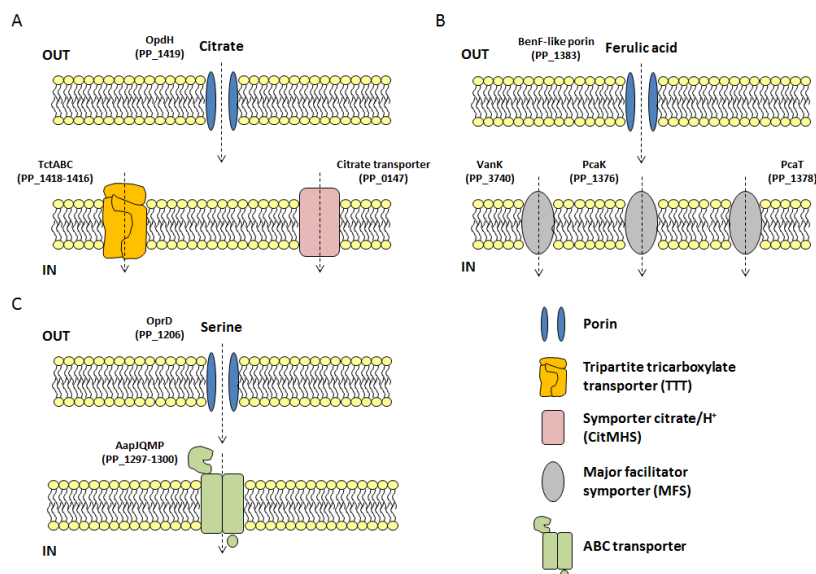 A
OpdH
(PP_1419)
Citrate
OUT
TctABC
(PP_1418-1416)
Citrate transporter
(PP_0147)
IN
B
BenF-like porin
(PP_1383)
Ferulic acid
OUT
VanK
(PP_3740)
PcaK
(PP_1376)
PcaT
(PP_1378)
IN
C
OprD
(PP_1206)
Serine
OUT
AapJQMP
(PP_1297-1300)
IN
Porin
Tripartite tricarboxylate
transporter (TTT)
Symporter citrate/H⁺
(CitMHS)
Major facilitator
symporter (MFS)
ABC transporter